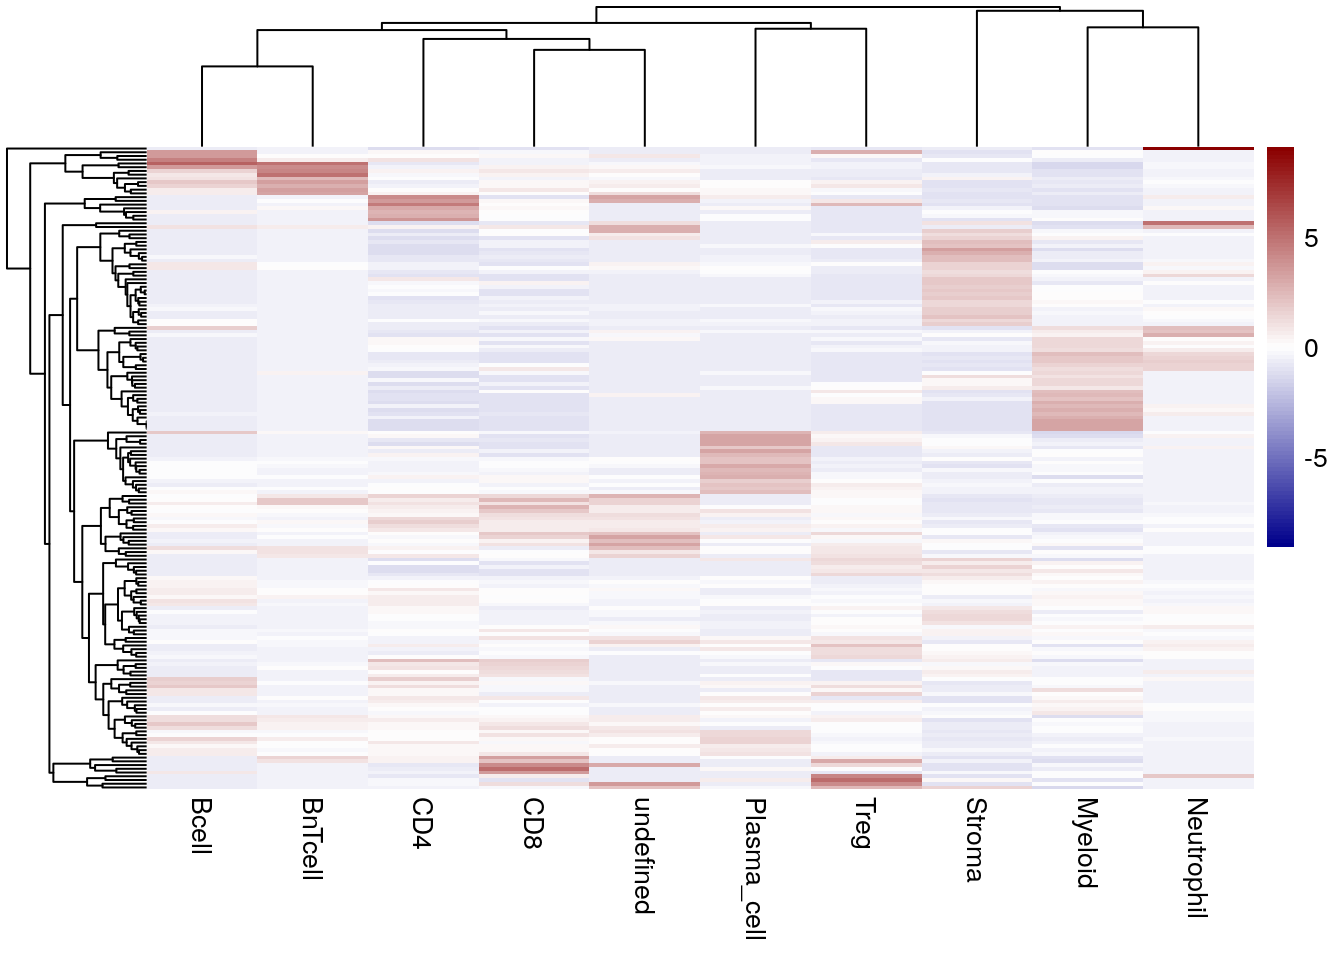 5
0
-5
Bcell
BnTcell
CD4
CD8
undefined
Plasma_cell
Treg
Stroma
Myeloid
Neutrophil